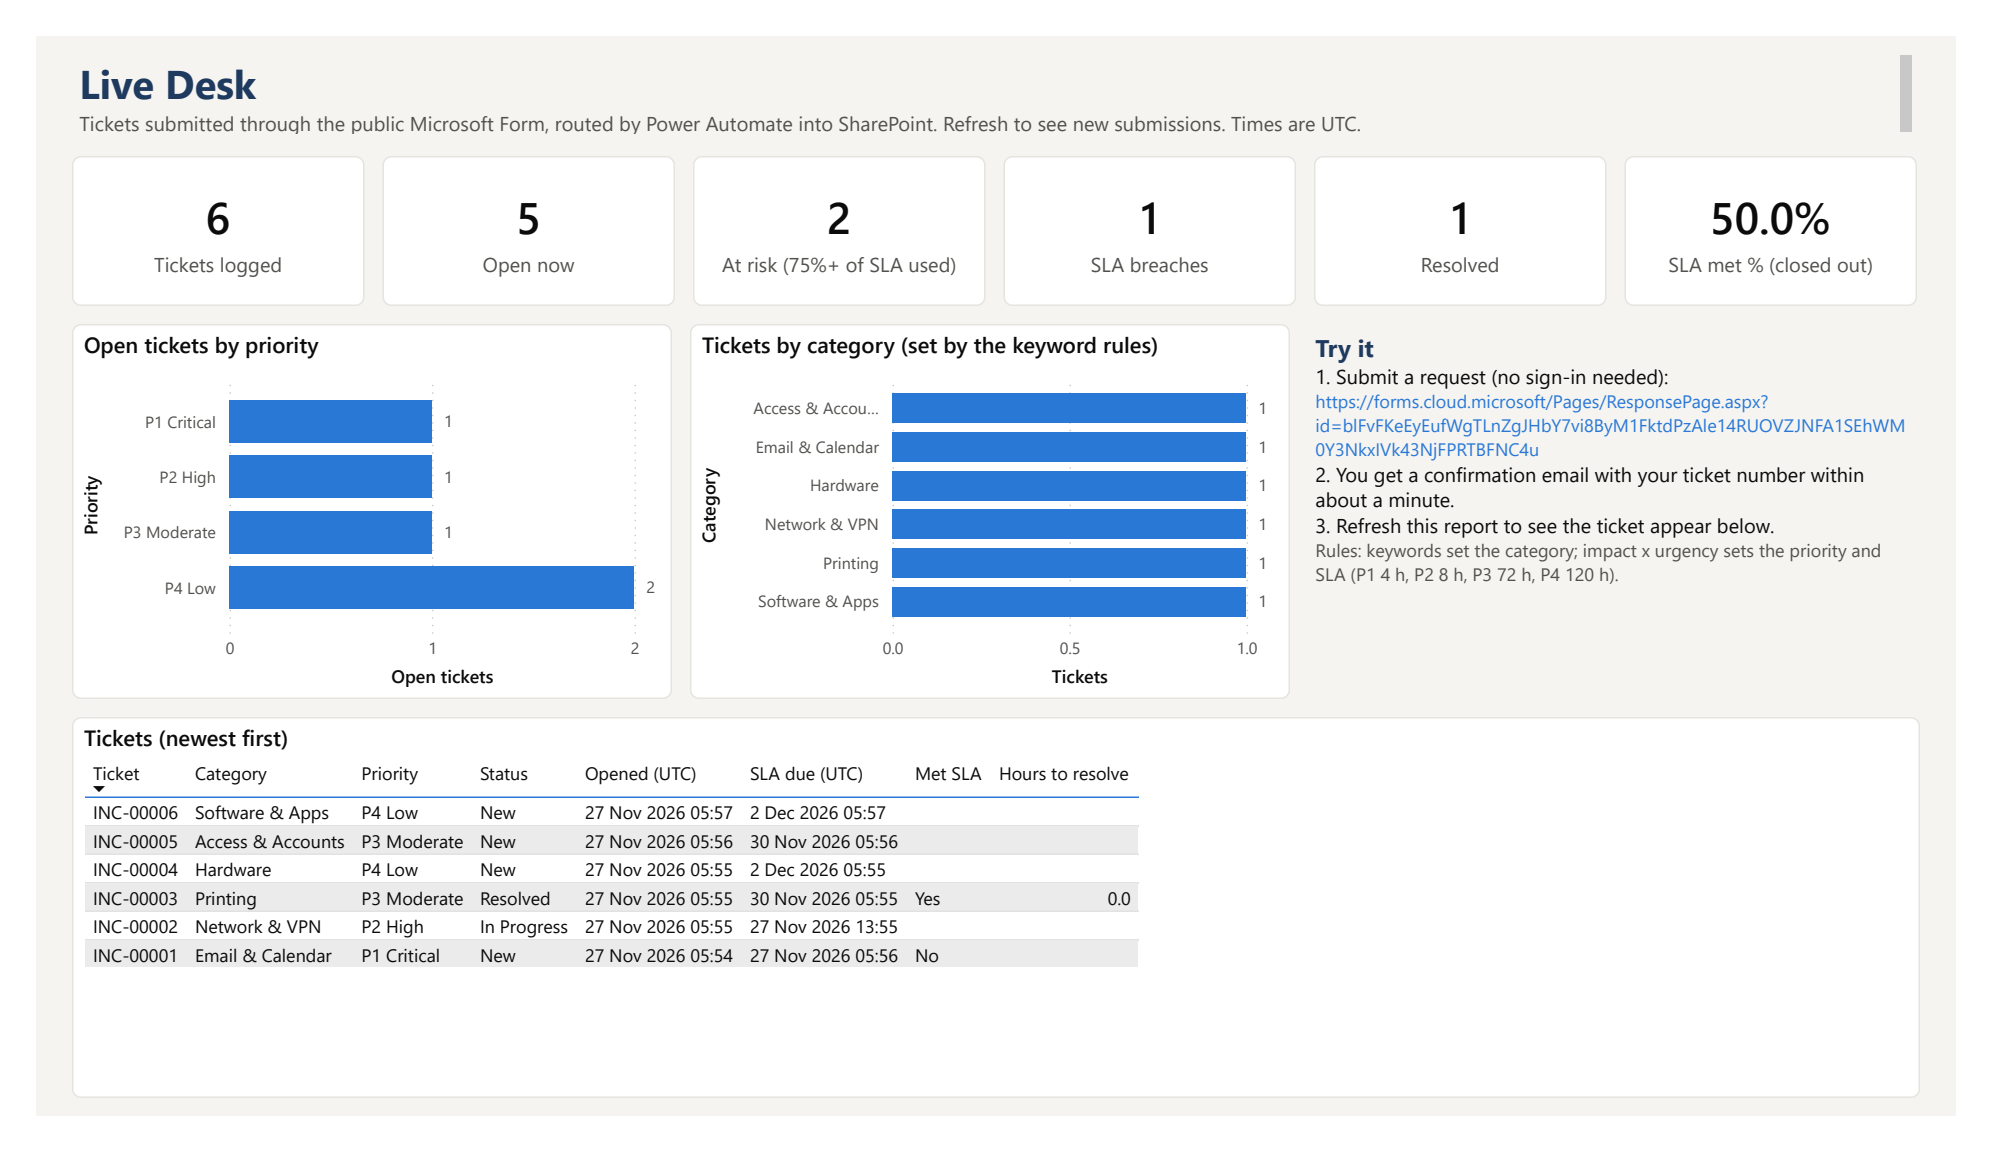 Live Desk
Tickets submitted through the public Microsoft Form, routed by Power Automate into SharePoint. Refresh to see new submissions. Times are UTC.
6
Tickets logged
5
Open now
2
At risk (75%+ of SLA used)
1
SLA breaches
1
Resolved
50.0%
SLA met % (closed out)
Open tickets by priority
Priority
P1 Critical 1
P2 High 1
P3 Moderate 1
P4 Low 2
0 1 2
Open tickets
Tickets by category (set by the keyword rules)
Category
Access & Accou... 1
Email & Calendar 1
Hardware 1
Network & VPN 1
Printing 1
Software & Apps 1
0.0 0.5 1.0
Tickets
Try it
1. Submit a request (no sign-in needed):
https://forms.cloud.microsoft/Pages/ResponsePage.aspx?
id=blFvFKeEyEufWgTLnZgJHbY7vi8ByM1FktdPzAle14RUOVZJNFA1SEhWM
0Y3NkxIVk43NjFPRTBFNC4u
2. You get a confirmation email with your ticket number within
about a minute.
3. Refresh this report to see the ticket appear below.
Rules: keywords set the category; impact x urgency sets the priority and
SLA (P1 4 h, P2 8 h, P3 72 h, P4 120 h).
Tickets (newest first)
Ticket Category Priority Status Opened (UTC) SLA due (UTC) Met SLA Hours to resolve
INC-00006 Software & Apps P4 Low New 27 Nov 2026 05:57 2 Dec 2026 05:57
INC-00005 Access & Accounts P3 Moderate New 27 Nov 2026 05:56 30 Nov 2026 05:56
INC-00004 Hardware P4 Low New 27 Nov 2026 05:55 2 Dec 2026 05:55
INC-00003 Printing P3 Moderate Resolved 27 Nov 2026 05:55 30 Nov 2026 05:55 Yes 0.0
INC-00002 Network & VPN P2 High In Progress 27 Nov 2026 05:55 27 Nov 2026 13:55
INC-00001 Email & Calendar P1 Critical New 27 Nov 2026 05:54 27 Nov 2026 05:56 No